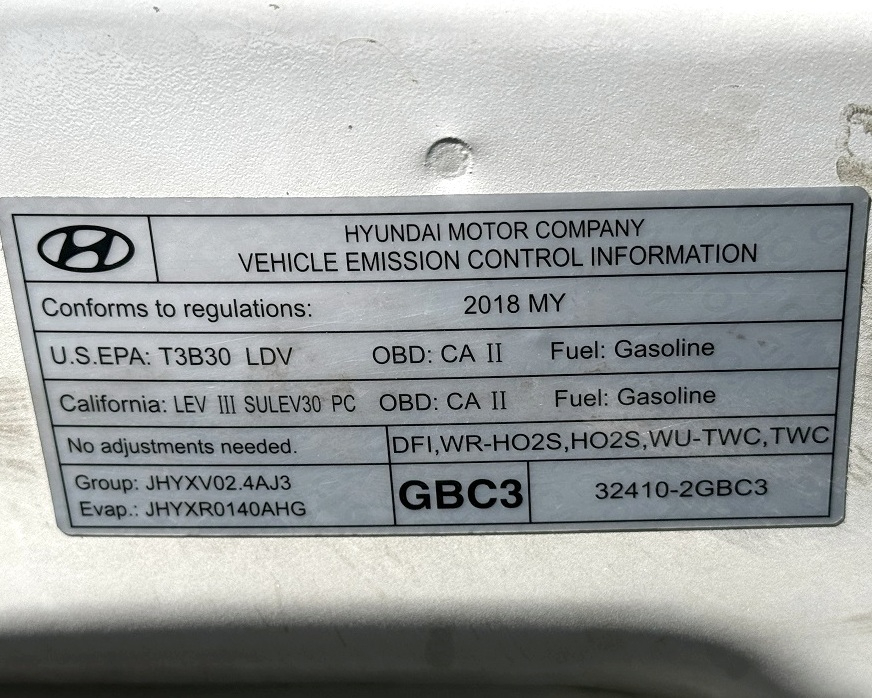 HYUNDAI MOTOR COMPANY
VEHICLE EMISSION CONTROL INFORMATION
Conforms to regulations: 2018 MY
U.S.EPA: T3B30 LDV OBD: CA II Fuel: Gasoline
California: LEV III SULEV30 PC OBD: CA II Fuel: Gasoline
No adjustments needed. DFI,WR-HO2S,HO2S,WU-TWC,TWC
Group: JHYXV02.4AJ3
Evap.: JHYXR0140AHG
GBC3 32410-2GBC3